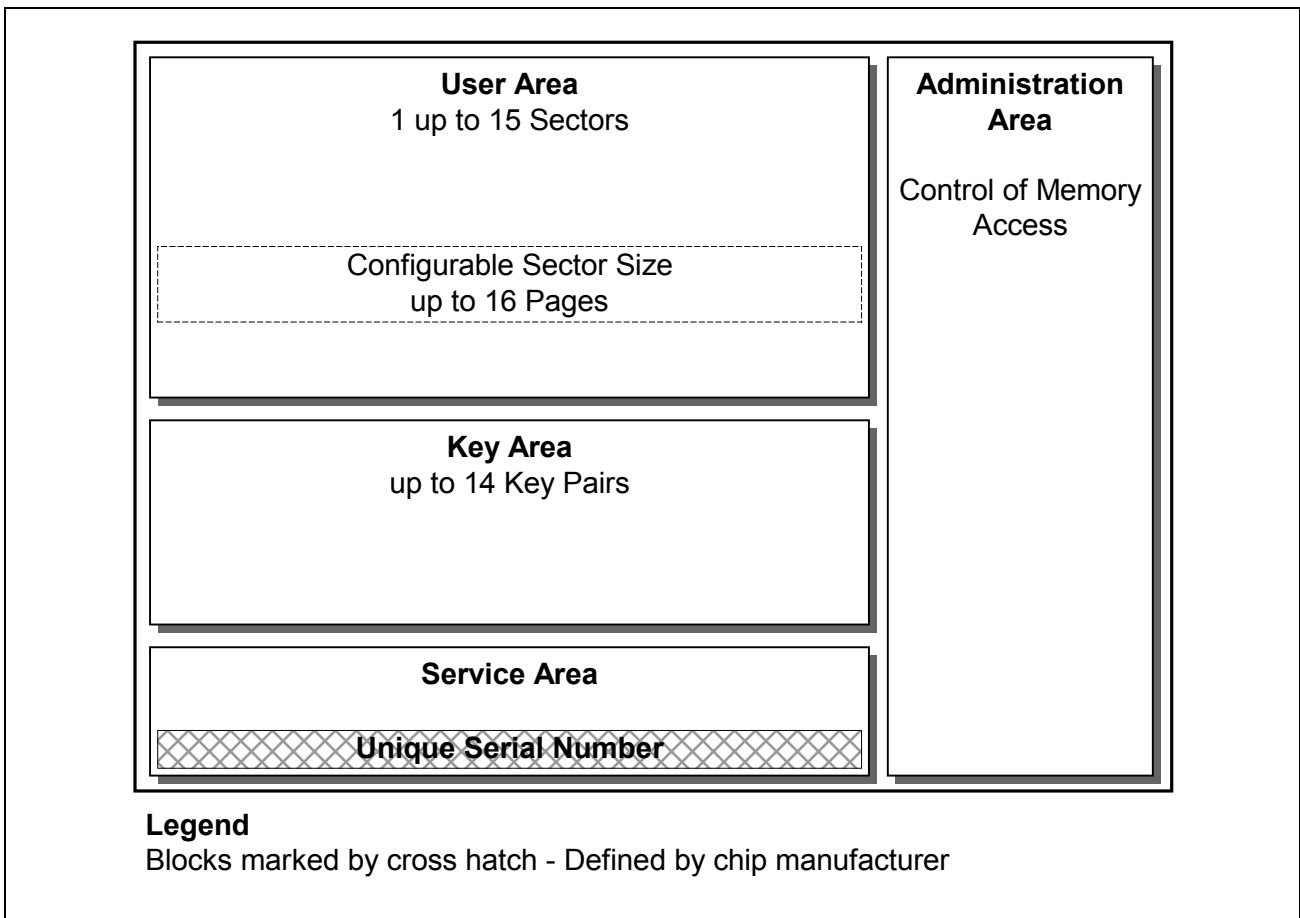 User Area
1 up to 15 Sectors
Configurable Sector Size
up to 16 Pages
Key Area
up to 14 Key Pairs
Service Area
Unique Serial Number
Administration
Area
Control of Memory
Access
Legend
Blocks marked by cross hatch - Defined by chip manufacturer